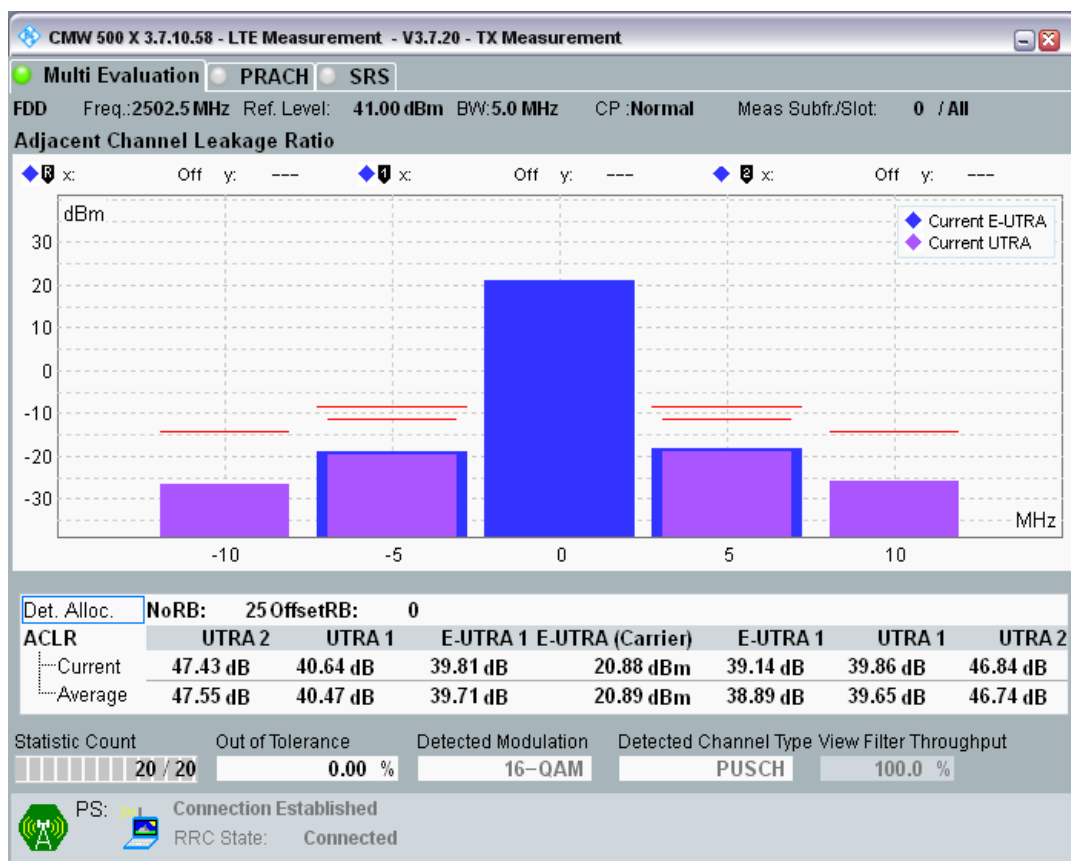 CMW 500 X 3.7.10.58 - LTE Measurement - V3.7.20 - TX Measurement
Multi Evaluation PRACH SRS
FDD Freq.:2502.5 MHz Ref. Level: 41.00 dBm BW:5.0 MHz CP :Normal Meas Subfr./Slot: 0 / All
Adjacent Channel Leakage Ratio
R x: Off y: --- 1 x: Off y: --- 2 x: Off y: ---
dBm
Current E-UTRA
Current UTRA
30
20
10
0
-10
-20
-30
MHz
-10 -5 0 5 10
Det. Alloc. NoRB: 25 OffsetRB: 0
ACLR UTRA 2 UTRA 1 E-UTRA 1 E-UTRA (Carrier) E-UTRA 1 UTRA 1 UTRA 2
Current 47.43 dB 40.64 dB 39.81 dB 20.88 dBm 39.14 dB 39.86 dB 46.84 dB
Average 47.55 dB 40.47 dB 39.71 dB 20.89 dBm 38.89 dB 39.65 dB 46.74 dB
Statistic Count Out of Tolerance Detected Modulation Detected Channel Type View Filter Throughput
20 / 20 0.00 % 16-QAM PUSCH 100.0 %
PS: Connection Established
RRC State: Connected